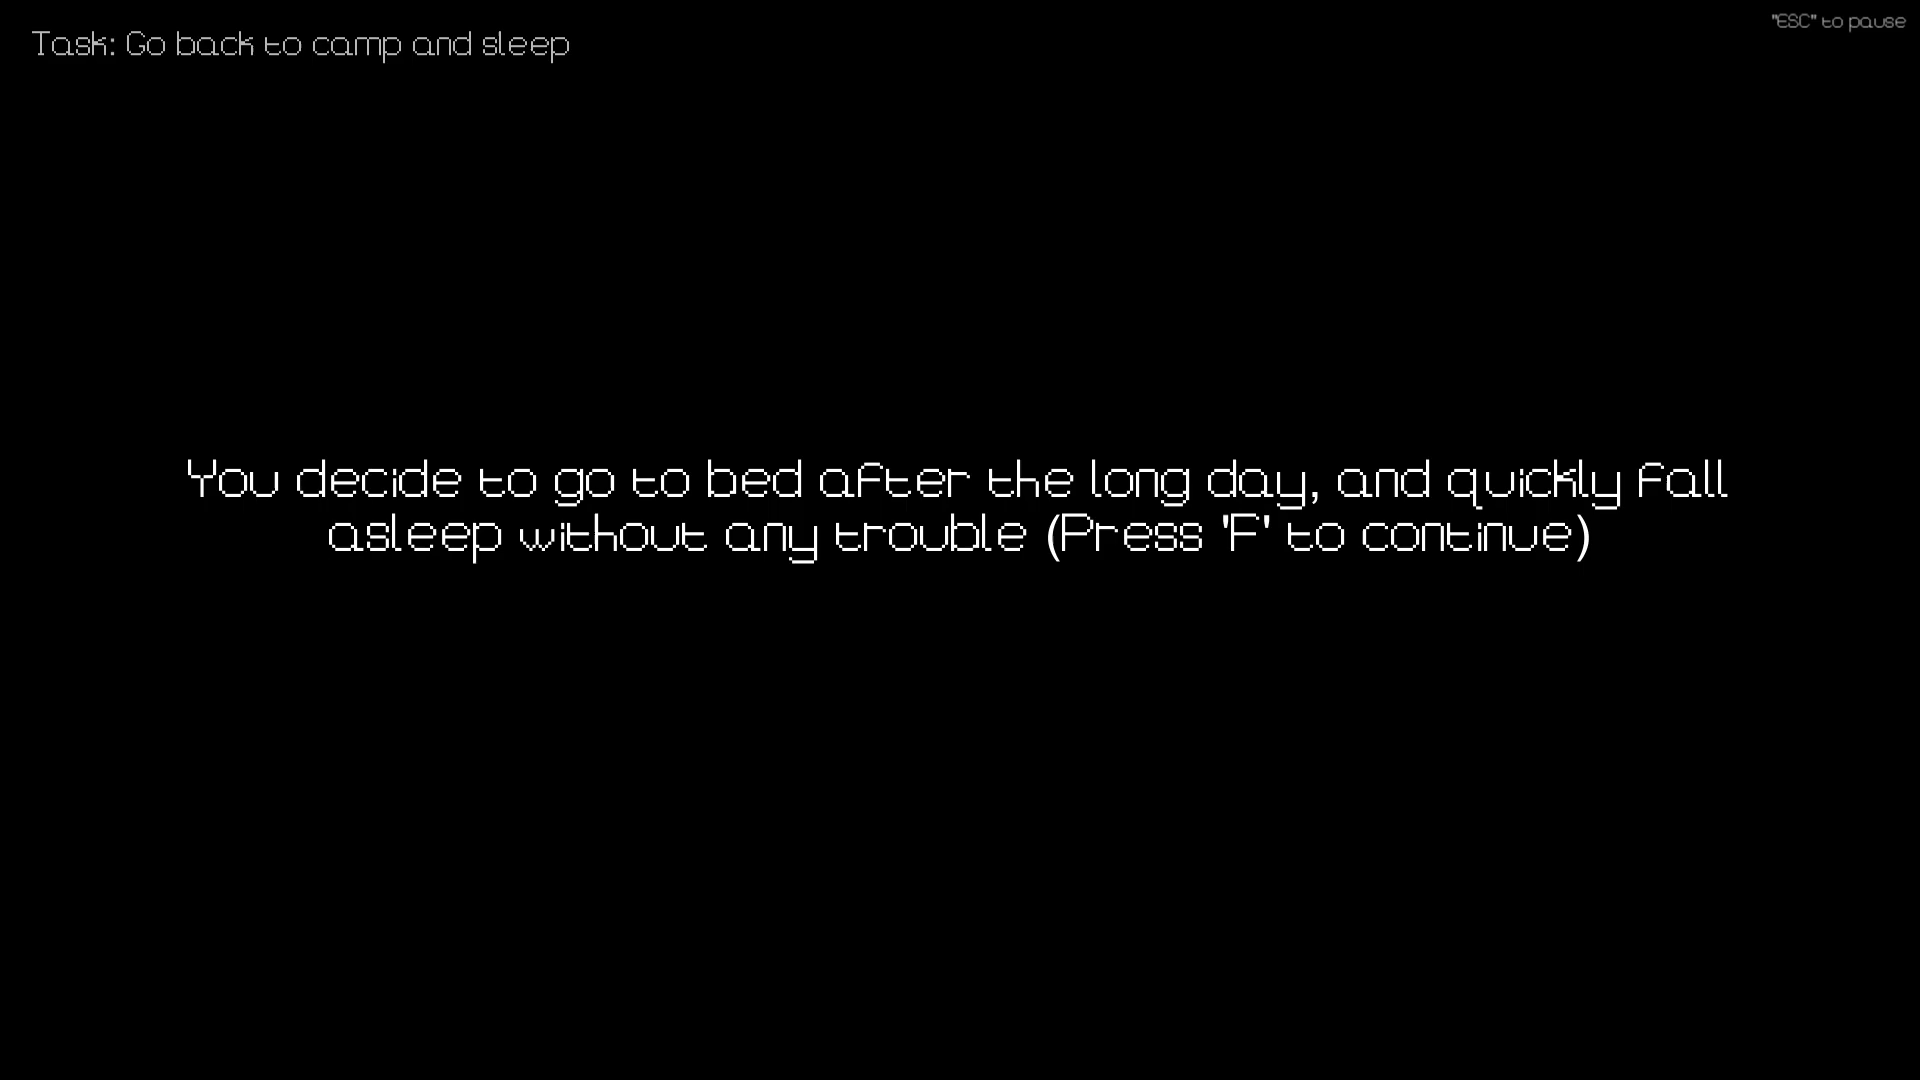 Task: Go back to camp and sleep
"ESC" to pause
You decide to go to bed after the long day, and quickly fall
asleep without any trouble (Press 'F' to continue)